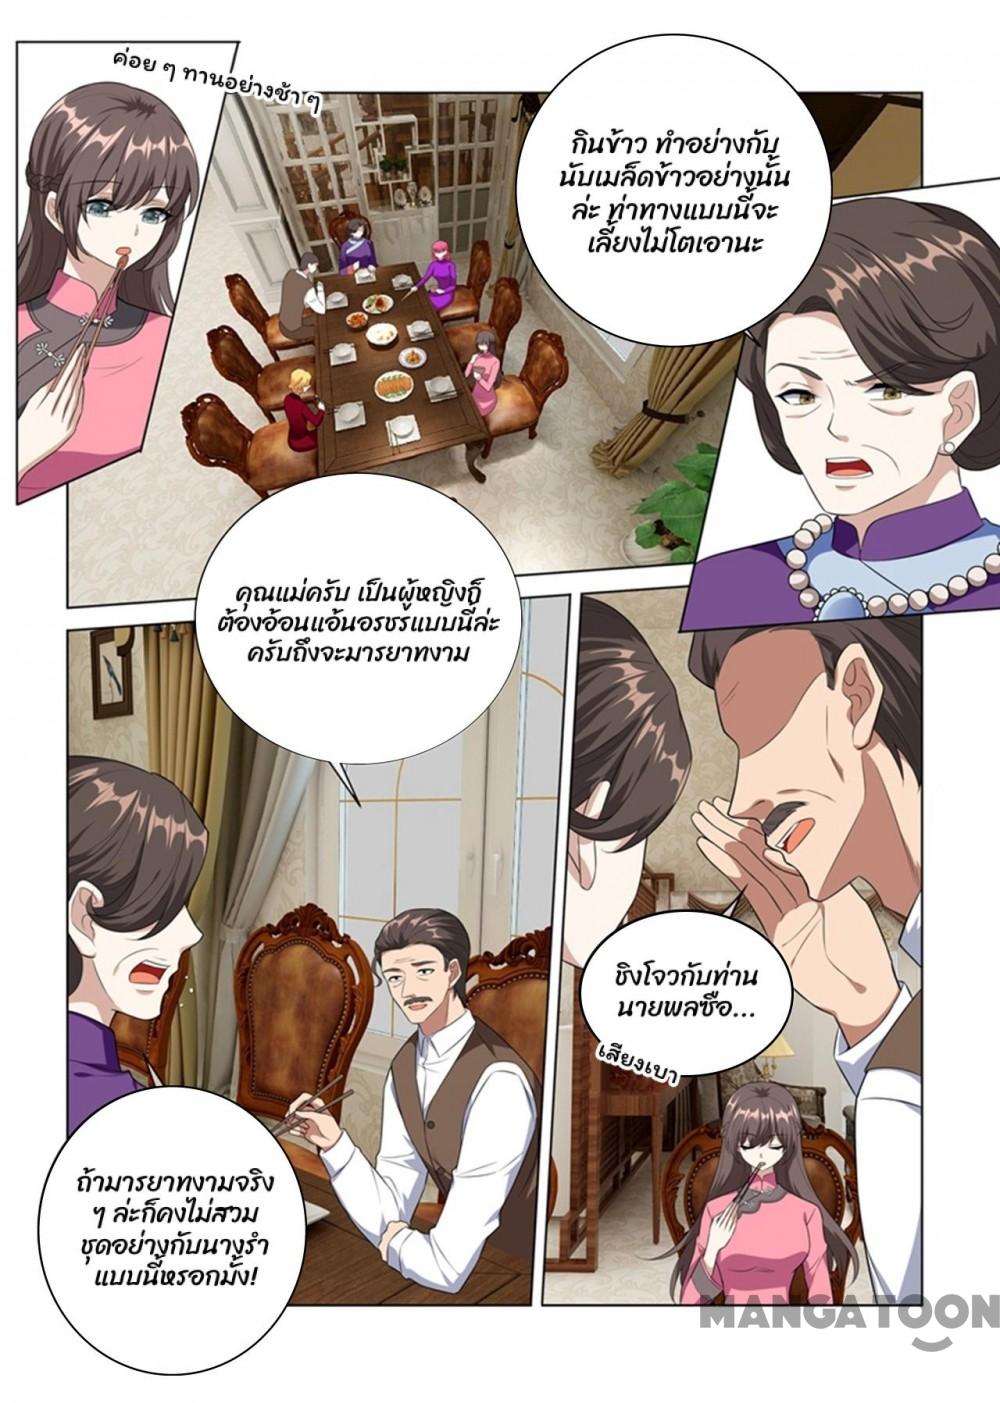 ค่อย ๆ ทานอย่างช้า ๆ
กินข้าว ทำอย่างกับ
นับเมล็ดข้าวอย่างนั้น
ล่ะ ท่าทางแบบนี้จะ
เลี้ยงไม่โตเอานะ
คุณแม่ครับ เป็นผู้หญิงก็
ต้องอ้อนแอ้นอรชรแบบนี้ล่ะ
ครับถึงจะมารยาทงาม
ชิงโจวกับท่าน
นายพลซือ...
เสียงเบา
ถ้ามารยาทงามจริง
ๆ ล่ะก็คงไม่สวม
ชุดอย่างกับนางรำ
แบบนี้หรอกมั้ง!
MANGATOON